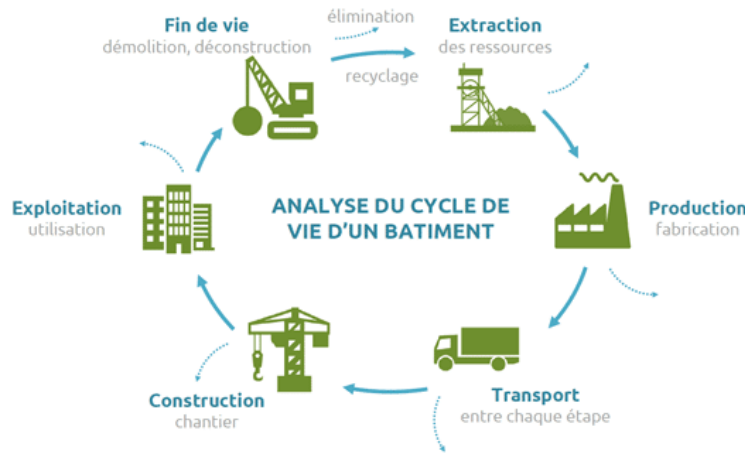 élimination
Fin de vie
démolition, déconstruction
recyclage
Extraction
des ressources
Production
fabrication
Transport
entre chaque étape
Construction
chantier
Exploitation
utilisation
ANALYSE DU CYCLE DE
VIE D'UN BATIMENT